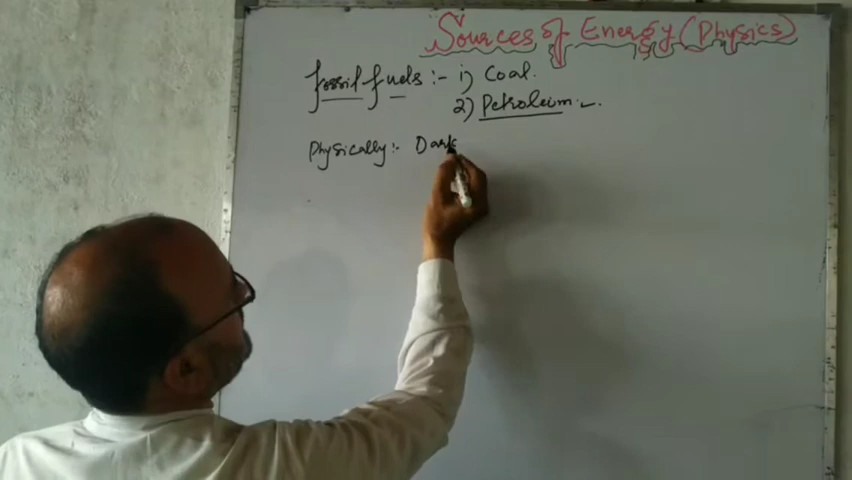 Sources of Energy (Physics)
fossil fuels :- 1) Coal.
2) Petroleum.
Physically:- Dark